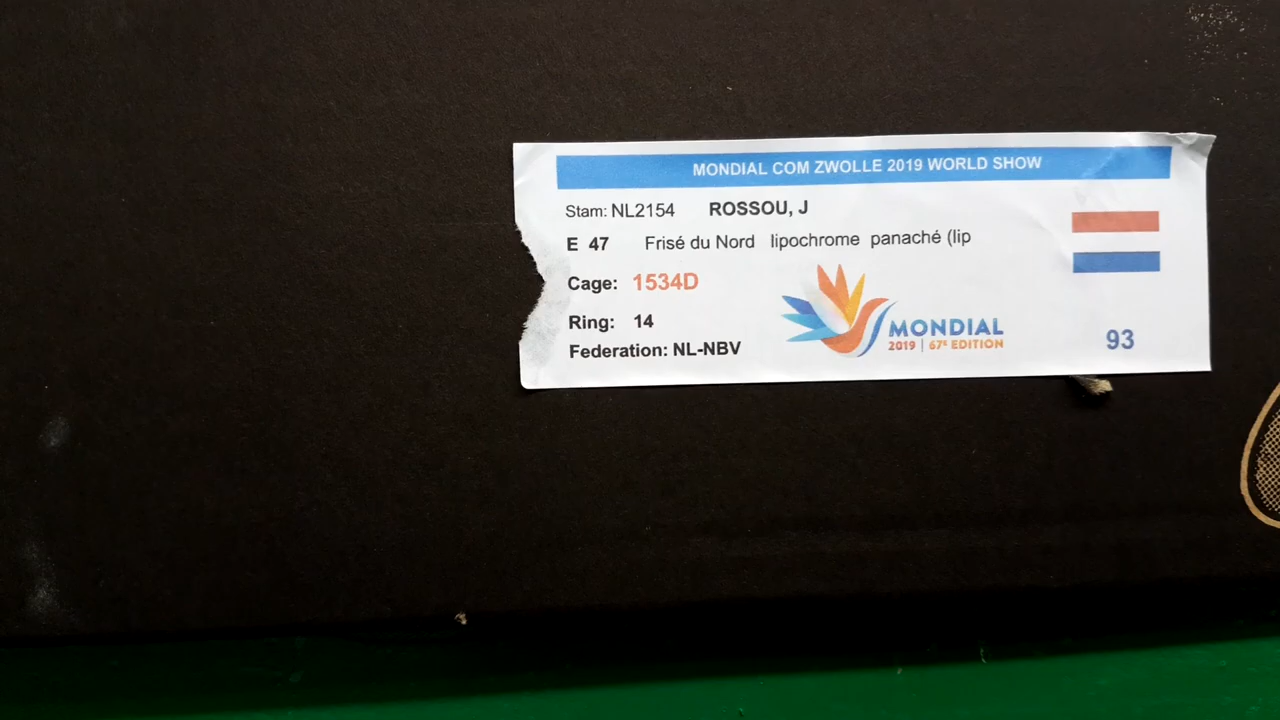 MONDIAL COM ZWOLLE 2019 WORLD SHOW
Stam: NL2154 ROSSOU, J
E 47 Frisé du Nord lipochrome panaché (lip
Cage: 1534D
Ring: 14
Federation: NL-NBV
MONDIAL
2019 | 67ᵉ EDITION
93